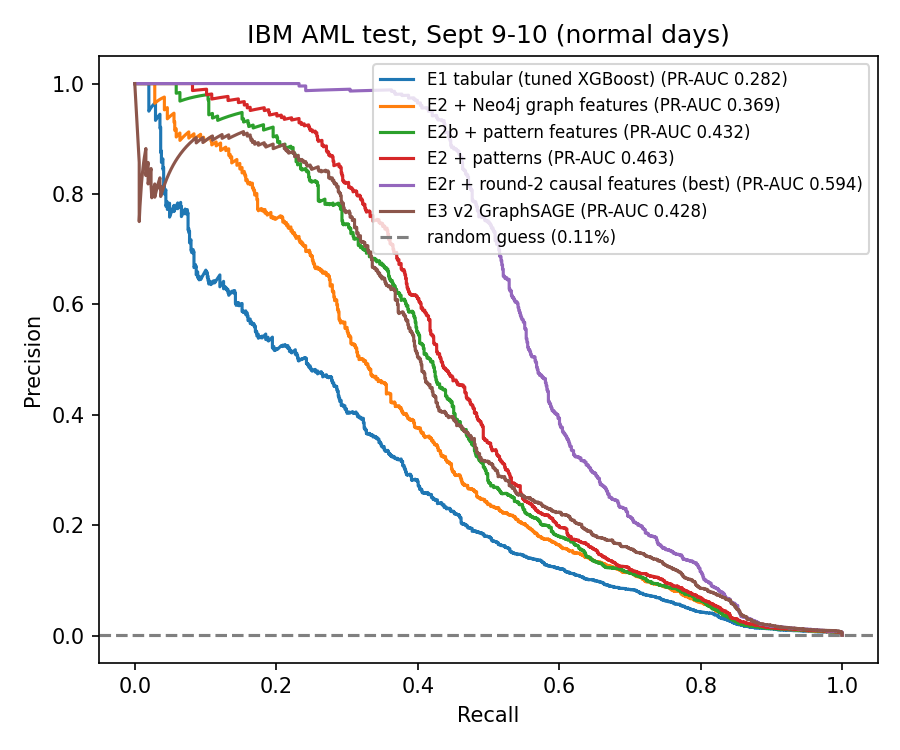 IBM AML test, Sept 9-10 (normal days)
E1 tabular (tuned XGBoost) (PR-AUC 0.282)
E2 + Neo4j graph features (PR-AUC 0.369)
E2b + pattern features (PR-AUC 0.432)
E2 + patterns (PR-AUC 0.463)
E2r + round-2 causal features (best) (PR-AUC 0.594)
E3 v2 GraphSAGE (PR-AUC 0.428)
random guess (0.11%)
Precision
1.0
0.8
0.6
0.4
0.2
0.0
0.0 0.2 0.4 0.6 0.8 1.0
Recall